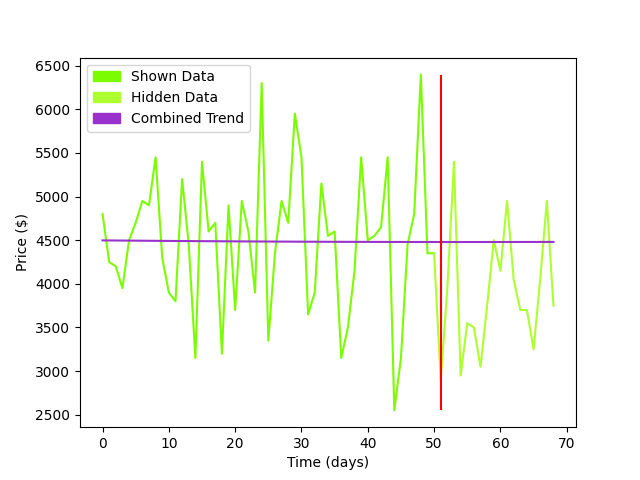 Shown Data
Hidden Data
Combined Trend
Price ($)
6500
6000
5500
5000
4500
4000
3500
3000
2500
0 10 20 30 40 50 60 70
Time (days)